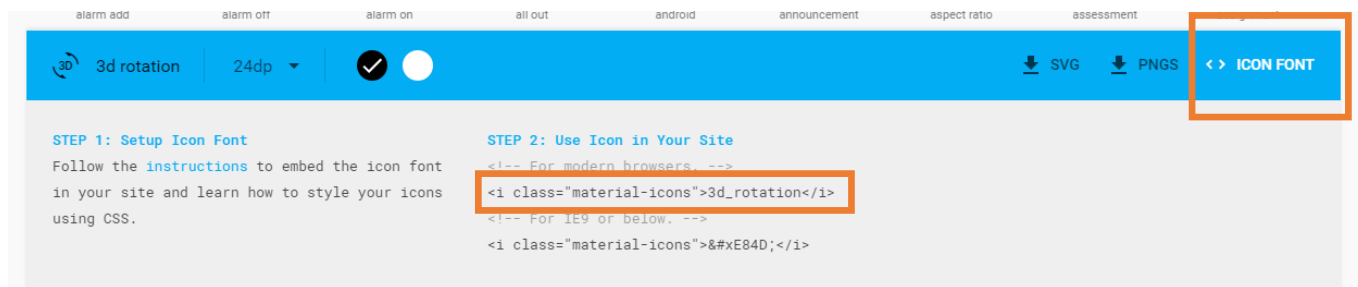 alarm add alarm off alarm on all out android announcement aspect ratio assessment
3D 3d rotation 24dp SVG PNGS < > ICON FONT
STEP 1: Setup Icon Font
Follow the instructions to embed the icon font
in your site and learn how to style your icons
using CSS.
STEP 2: Use Icon in Your Site
<!-- For modern browsers. -->
<i class="material-icons">3d_rotation</i>
<!-- For IE9 or below. -->
<i class="material-icons">&#xE84D;</i>